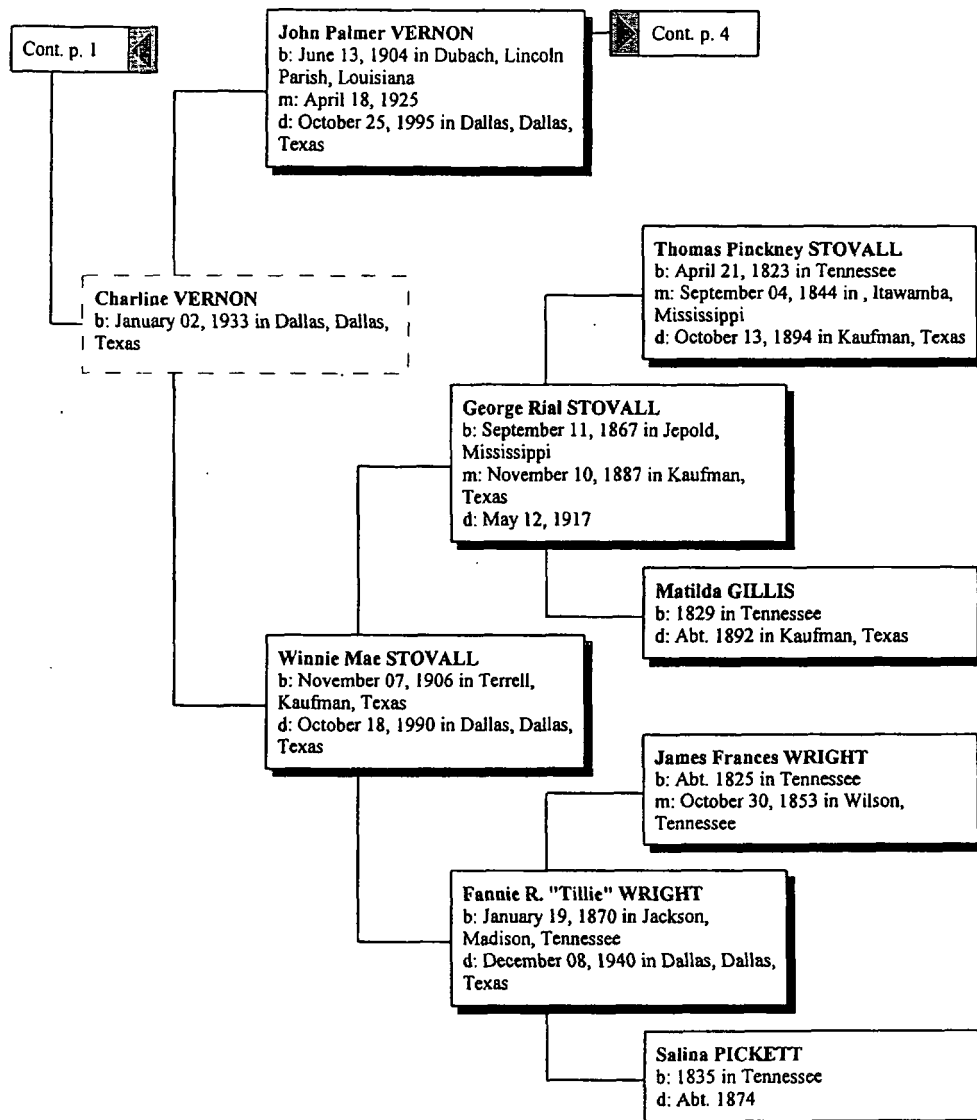 Cont. p. 1
John Palmer VERNON
b: June 13, 1904 in Dubach, Lincoln
Parish, Louisiana
m: April 18, 1925
d: October 25, 1995 in Dallas, Dallas,
Texas
Cont. p. 4
Charline VERNON
b: January 02, 1933 in Dallas, Dallas,
Texas
Thomas Pinckney STOVALL
b: April 21, 1823 in Tennessee
m: September 04, 1844 in , Itawamba,
Mississippi
d: October 13, 1894 in Kaufman, Texas
George Rial STOVALL
b: September 11, 1867 in Jepold,
Mississippi
m: November 10, 1887 in Kaufman,
Texas
d: May 12, 1917
Matilda GILLIS
b: 1829 in Tennessee
d: Abt. 1892 in Kaufman, Texas
Winnie Mae STOVALL
b: November 07, 1906 in Terrell,
Kaufman, Texas
d: October 18, 1990 in Dallas, Dallas,
Texas
James Frances WRIGHT
b: Abt. 1825 in Tennessee
m: October 30, 1853 in Wilson,
Tennessee
Fannie R. "Tillie" WRIGHT
b: January 19, 1870 in Jackson,
Madison, Tennessee
d: December 08, 1940 in Dallas, Dallas,
Texas
Salina PICKETT
b: 1835 in Tennessee
d: Abt. 1874